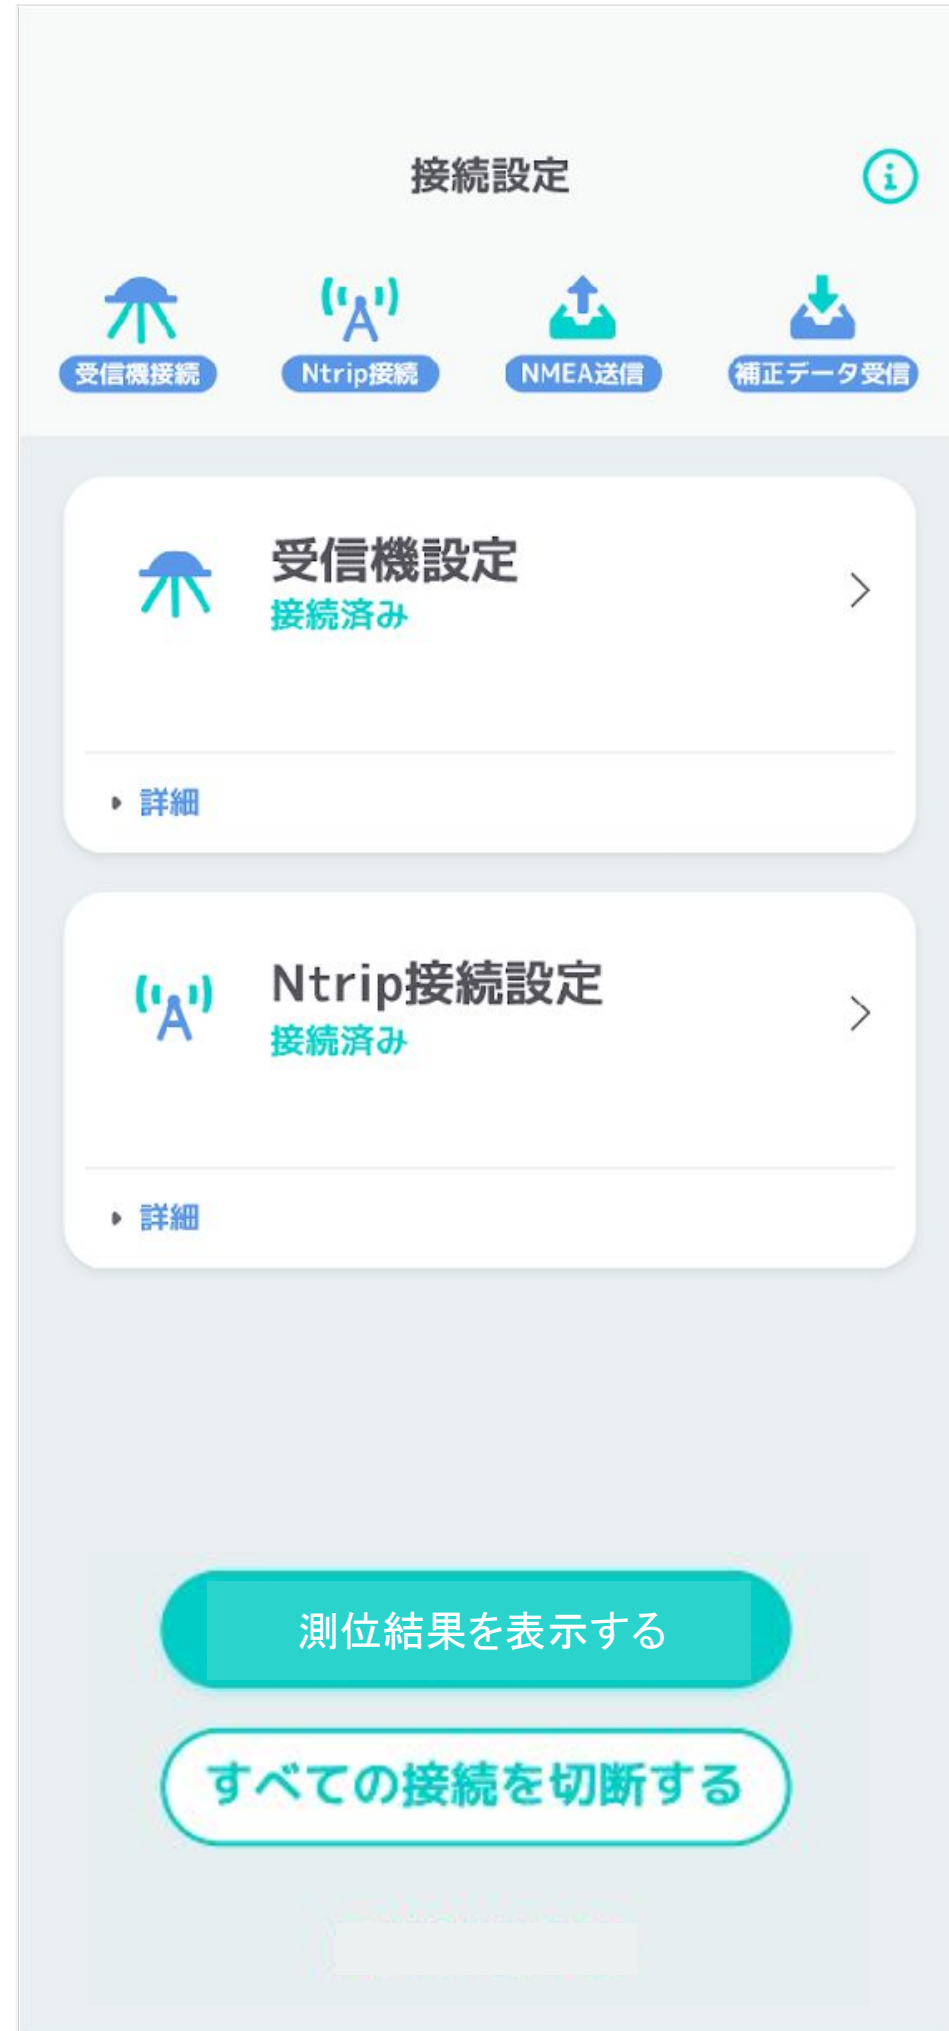 接続設定
受信機接続 Ntrip接続 NMEA送信 補正データ受信
受信機設定
接続済み
詳細
Ntrip接続設定
接続済み
詳細
測位結果を表示する
すべての接続を切断する